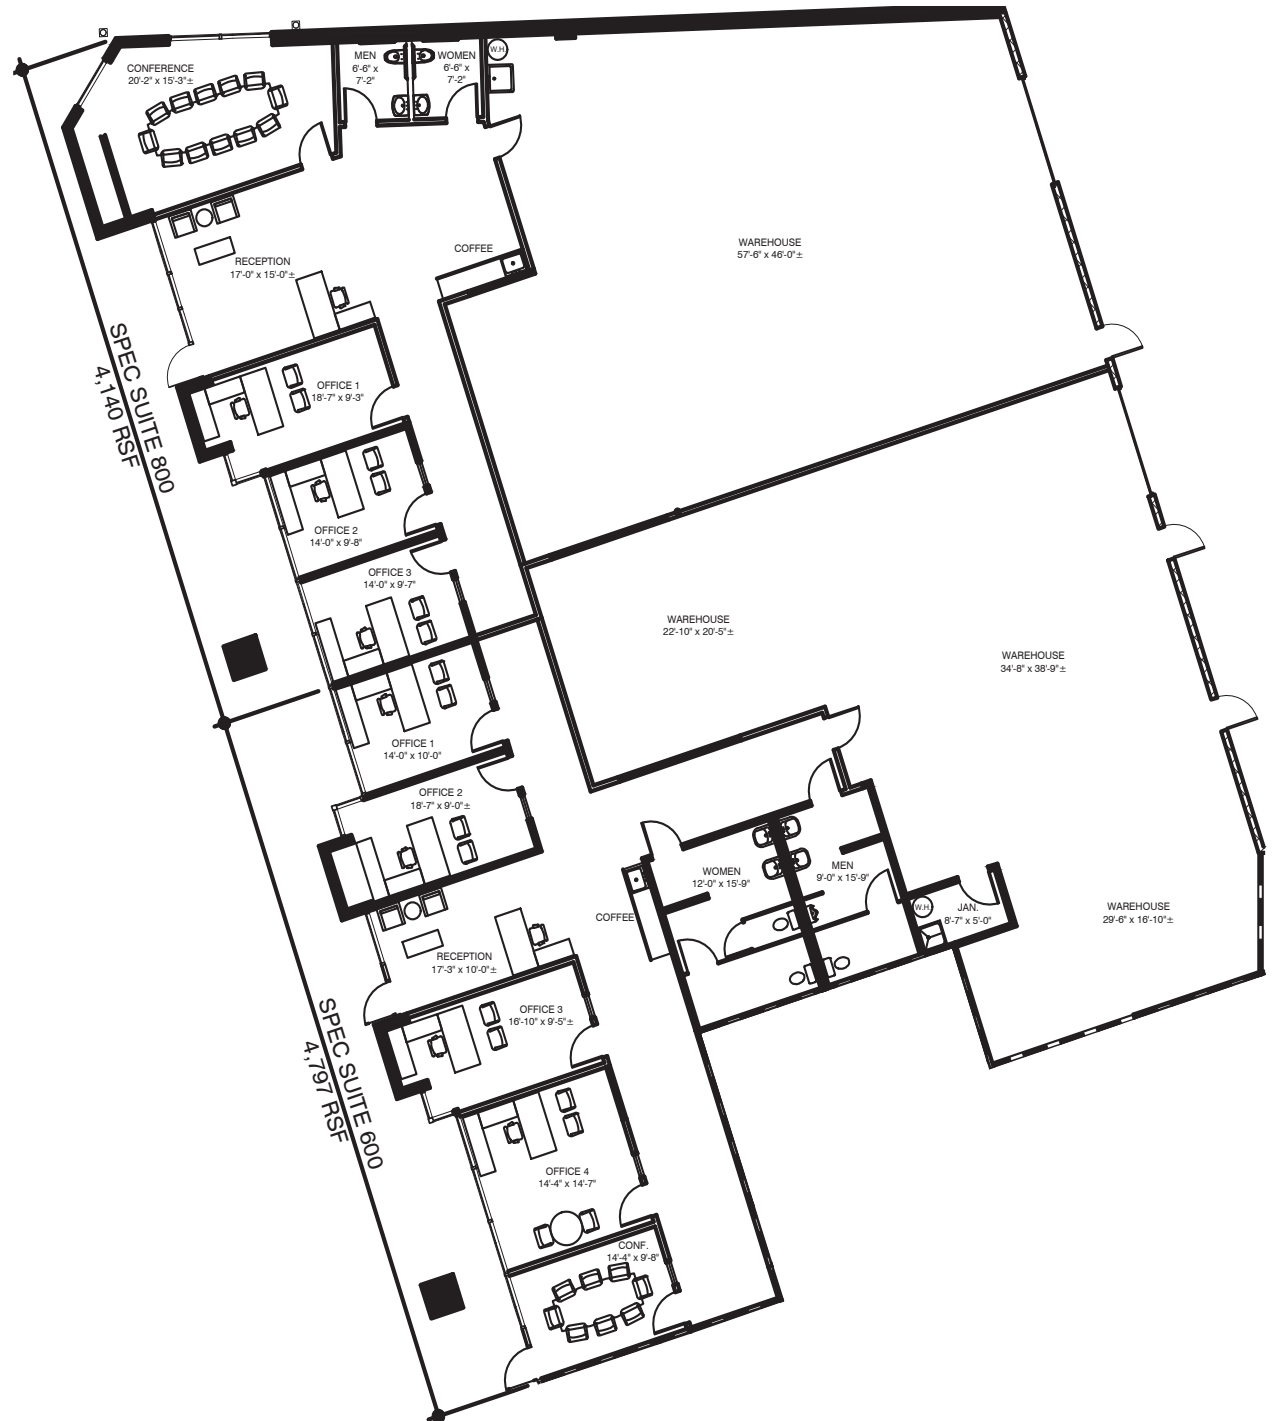 CONFERENCE
20'-2" x 15'-3"±
MEN
6'-6" x
7'-2"
WOMEN
6'-6" x
7'-2"
W.H.
WAREHOUSE
57'-6" x 46'-0"±
COFFEE
RECEPTION
17'-0" x 15'-0"±
SPEC SUITE 800
4,140 RSF
OFFICE 1
18'-7" x 9'-3"
OFFICE 2
14'-0" x 9'-8"
OFFICE 3
14'-0" x 9'-7"
WAREHOUSE
22'-10" x 20'-5"±
WAREHOUSE
34'-8" x 38'-9"±
OFFICE 1
14'-0" x 10'-0"
OFFICE 2
18'-7" x 9'-0"±
WOMEN
12'-0" x 15'-9"
MEN
9'-0" x 15'-9"
W.H.
JAN.
8'-7" x 5'-0"
WAREHOUSE
29'-6" x 16'-10"±
COFFEE
RECEPTION
17'-3" x 10'-0"±
SPEC SUITE 600
4,797 RSF
OFFICE 3
16'-10" x 9'-5"±
OFFICE 4
14'-4" x 14'-7"
CONF.
14'-4" x 9'-8"